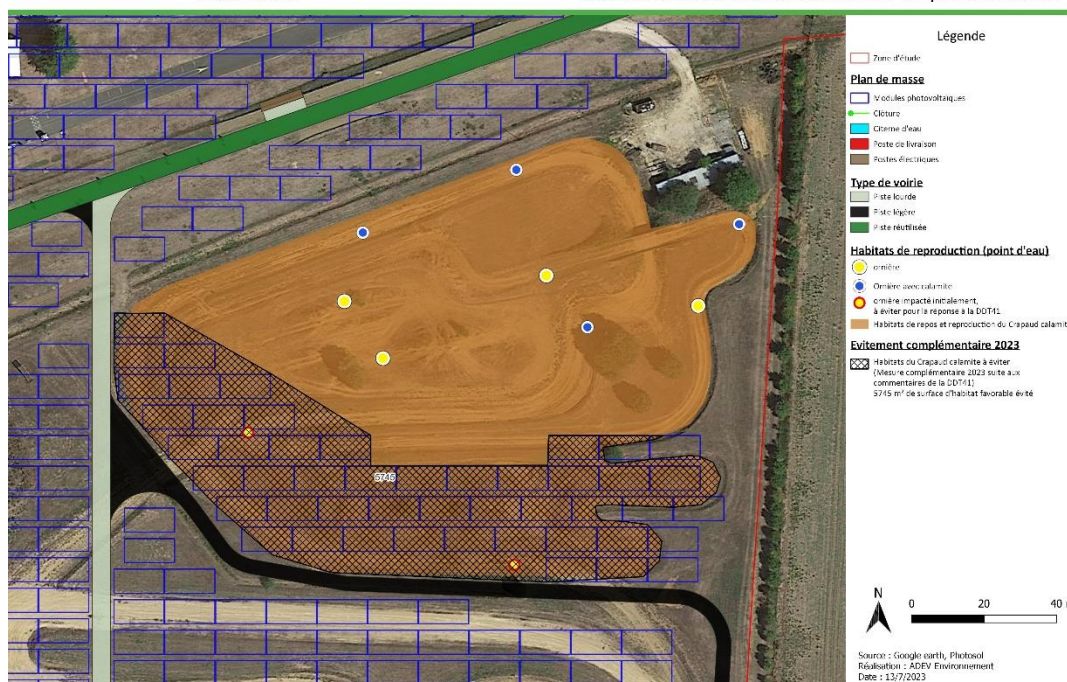 Légende
Zone d'étude
Plan de masse
Modules photovoltaïques
Clôture
Citerne d'eau
Poste de livraison
Postes électriques
Type de voirie
Piste lourde
Piste légère
Piste réutilisée
Habitats de reproduction (point d'eau)
ornière
Ornière avec calamite
ornière impacté initialement,
à éviter pour la réponse à la DDT41
Habitats de repos et reproduction du Crapaud calamit
Evitement complémentaire 2023
Habitats du Crapaud calamite à éviter
(Mesure complémentaire 2023 suite aux
commentaires de la DDT41)
5745 m² de surface d'habitat favorable évité
N
0 20 40
Source : Google earth, Photosol
Réalisation : ADEV Environnement
Date : 13/7/2023